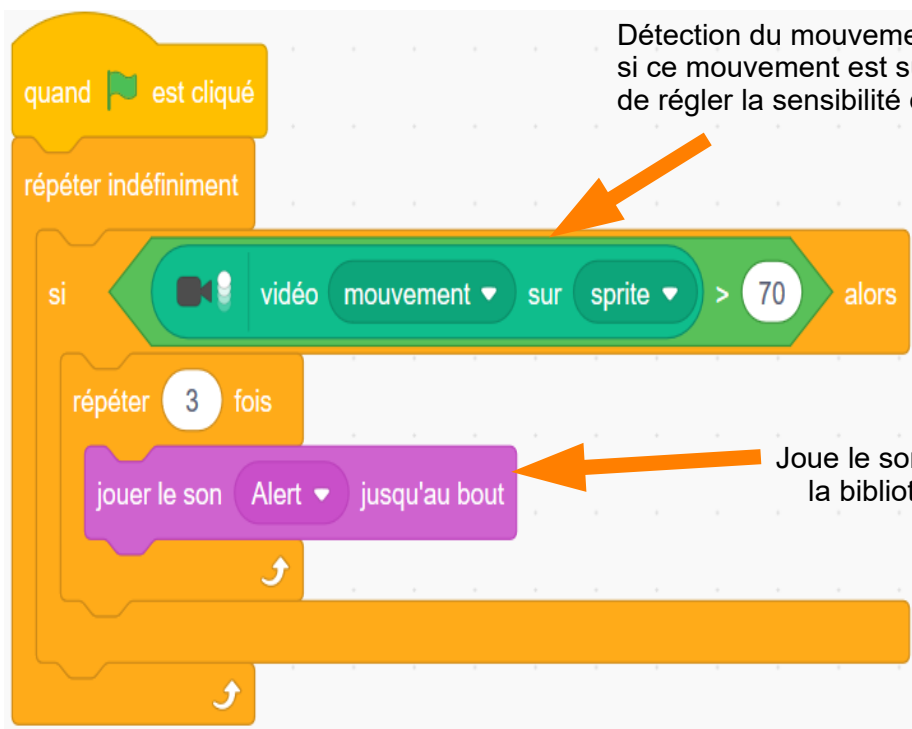 Détection du mouveme
si ce mouvement est s
de régler la sensibilité
quand est cliqué
répéter indéfiniment
si vidéo mouvement sur sprite > 70 alors
répéter 3 fois
jouer le son Alert jusqu'au bout
Joue le so
la bibliot